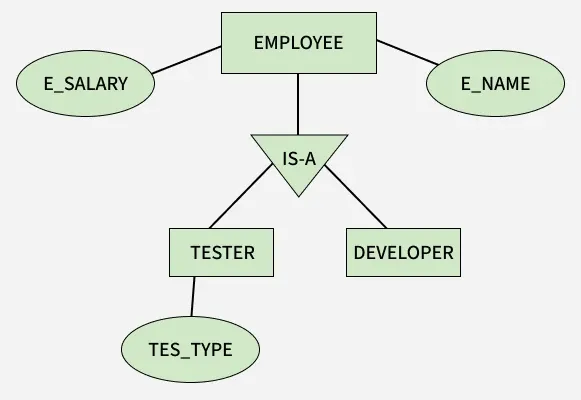 EMPLOYEE
E_SALARY
E_NAME
IS-A
TESTER
DEVELOPER
TES_TYPE